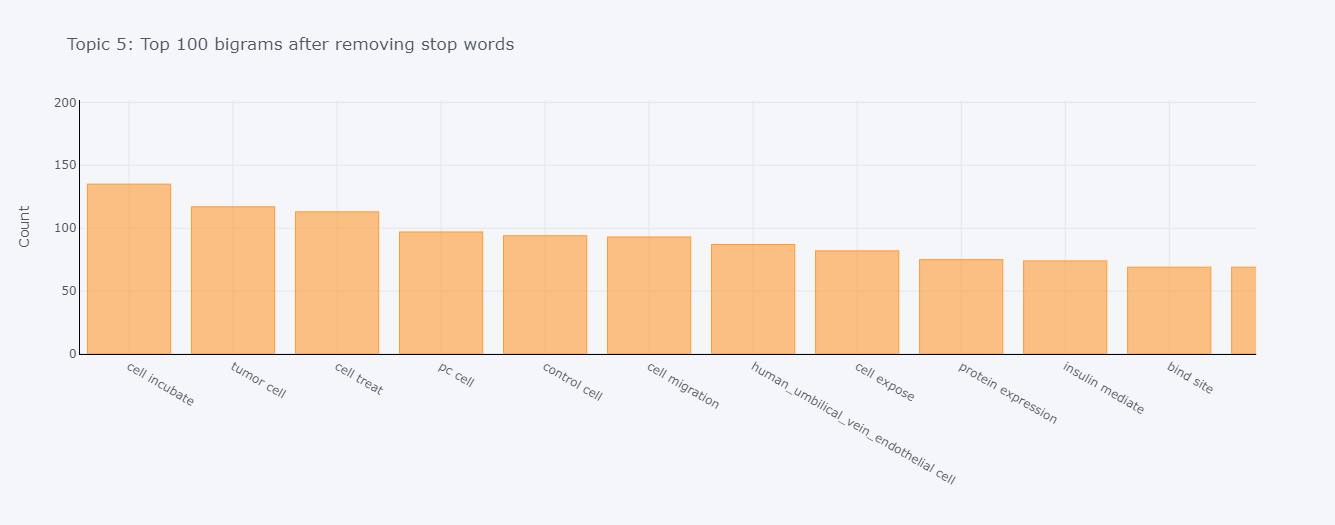 Topic 5: Top 100 bigrams after removing stop words
Count
200
150
100
50
0
cell incubate
tumor cell
cell treat
pc cell
control cell
cell migration
human_umbilical_vein_endothelial cell
cell expose
protein expression
insulin mediate
bind site